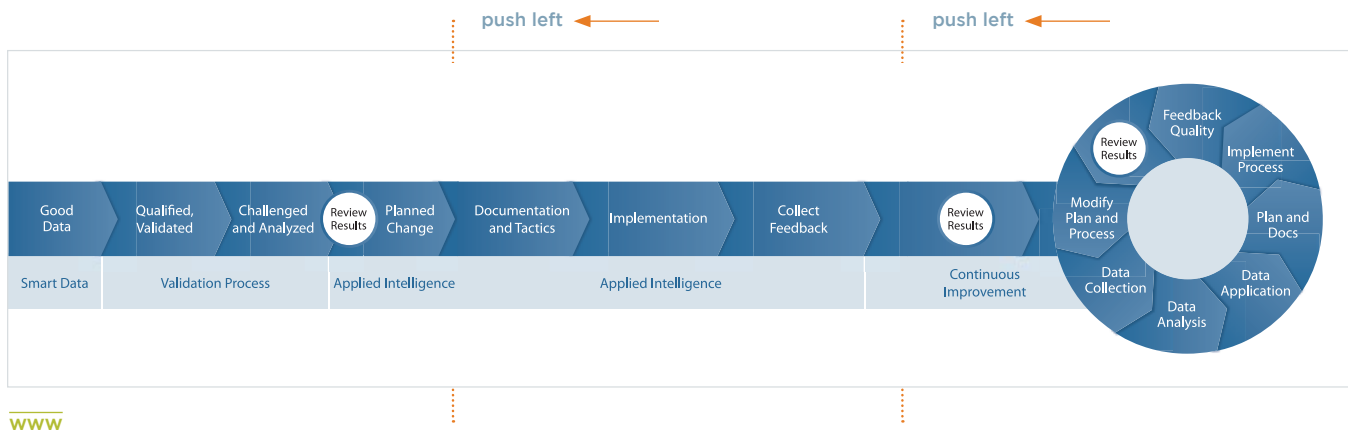 push left
push left
Good
Data
Qualified,
Validated
Challenged
and Analyzed
Review
Results
Planned
Change
Documentation
and Tactics
Implementation
Collect
Feedback
Review
Results
Smart Data
Validation Process
Applied Intelligence
Applied Intelligence
Continuous
Improvement
Review
Results
Feedback
Quality
Implement
Process
Plan and
Docs
Data
Application
Data
Analysis
Data
Collection
Modify
Plan and
Process
www